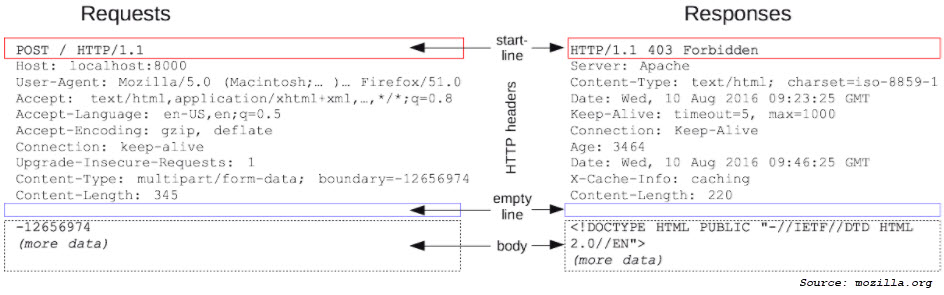 Requests
POST / HTTP/1.1
Host: localhost:8000
User-Agent: Mozilla/5.0 (Macintosh;… )… Firefox/51.0
Accept: text/html,application/xhtml+xml,…,*/*;q=0.8
Accept-Language: en-US,en;q=0.5
Accept-Encoding: gzip, deflate
Connection: keep-alive
Upgrade-Insecure-Requests: 1
Content-Type: multipart/form-data; boundary=-12656974
Content-Length: 345
-12656974
(more data)
start-
line
HTTP headers
empty
line
body
Responses
HTTP/1.1 403 Forbidden
Server: Apache
Content-Type: text/html; charset=iso-8859-1
Date: Wed, 10 Aug 2016 09:23:25 GMT
Keep-Alive: timeout=5, max=1000
Connection: Keep-Alive
Age: 3464
Date: Wed, 10 Aug 2016 09:46:25 GMT
X-Cache-Info: caching
Content-Length: 220
<!DOCTYPE HTML PUBLIC "-//IETF//DTD HTML
2.0//EN">
(more data)
Source: mozilla.org